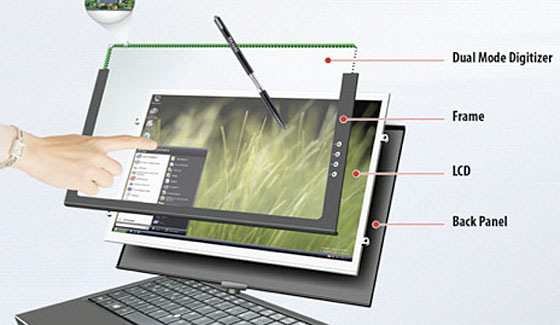 Dual Mode Digitizer
Frame
LCD
Back Panel